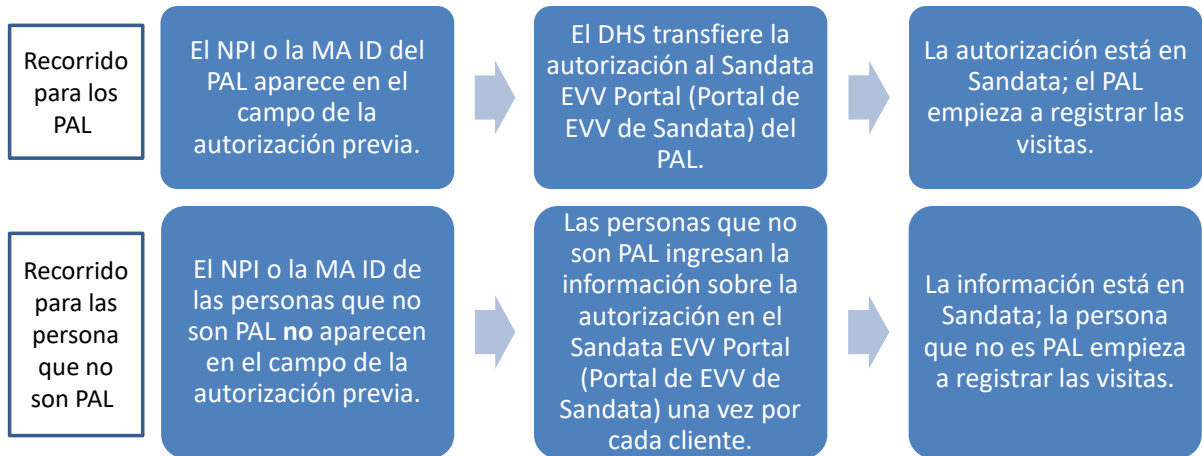 Recorrido
para los
PAL
El NPI o la MA ID del
PAL aparece en el
campo de la
autorización previa.
El DHS transfiere la
autorización al Sandata
EVV Portal (Portal de
EVV de Sandata) del
PAL.
La autorización está en
Sandata; el PAL
empieza a registrar las
visitas.
Recorrido
para las
persona
que no
son PAL
El NPI o la MA ID de
las personas que no
son PAL no aparecen
en el campo de la
autorización previa.
Las personas que no
son PAL ingresan la
información sobre la
autorización en el
Sandata EVV Portal
(Portal de EVV de
Sandata) una vez por
cada cliente.
La información está en
Sandata; la persona
que no es PAL empieza
a registrar las visitas.